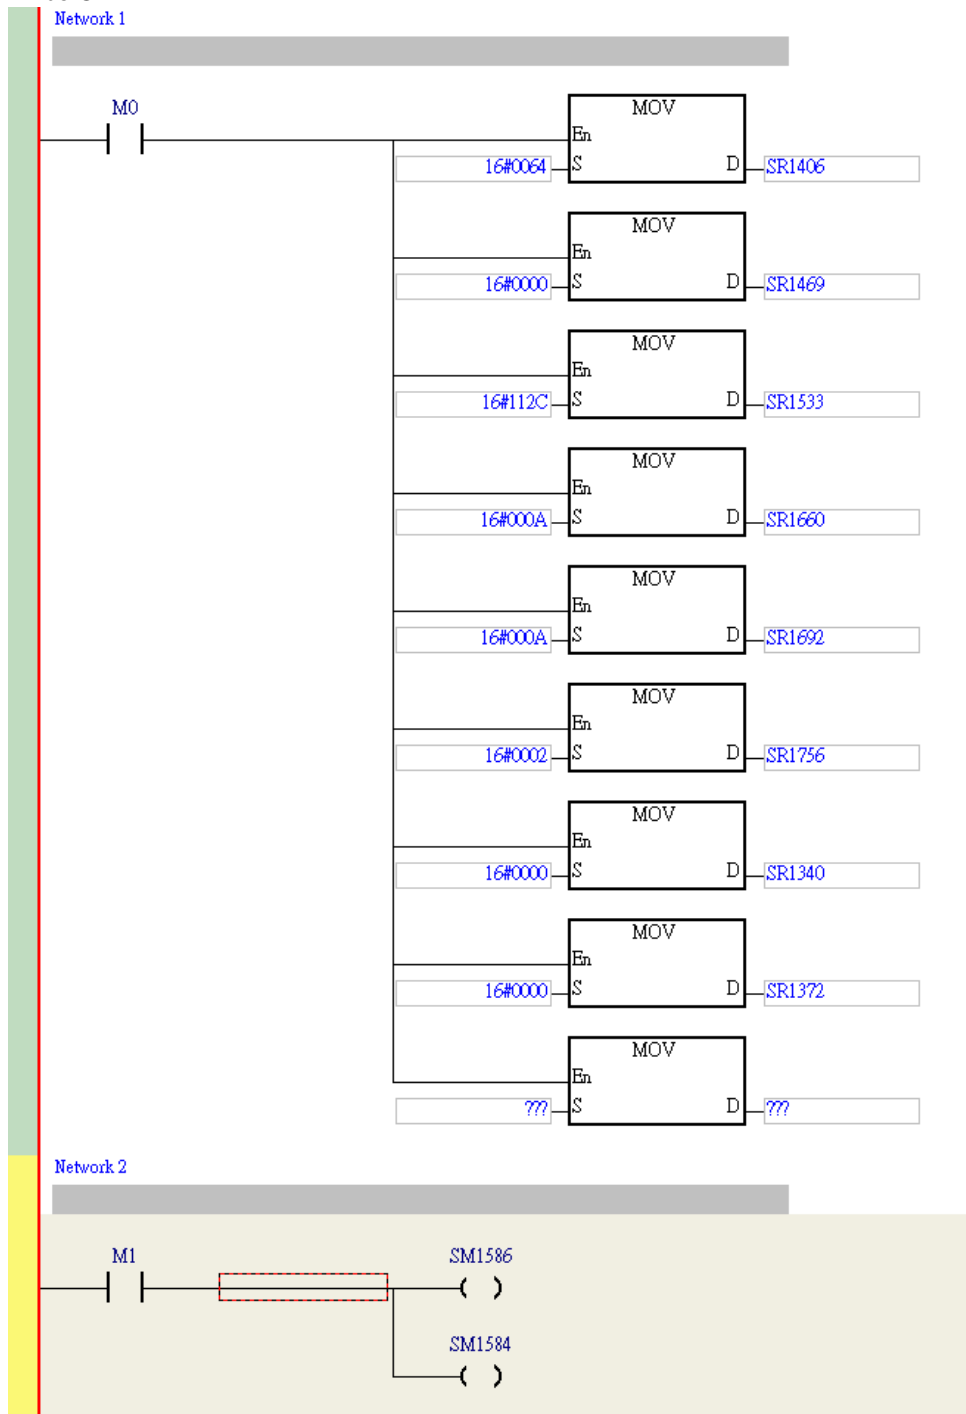 Network 1
M0
MOV
En
16#0064 S D SR1406
MOV
En
16#0000 S D SR1469
MOV
En
16#112C S D SR1533
MOV
En
16#000A S D SR1660
MOV
En
16#000A S D SR1692
MOV
En
16#0002 S D SR1756
MOV
En
16#0000 S D SR1340
MOV
En
16#0000 S D SR1372
MOV
En
??? S D ???
Network 2
M1 SM1586
SM1584